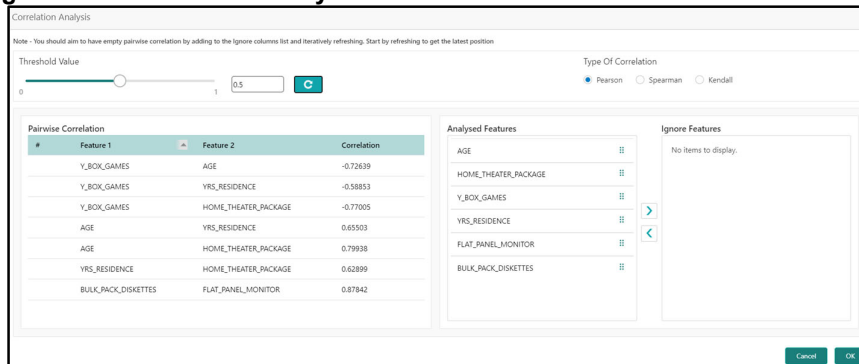 Correlation Analysis
Note - You should aim to have empty pairwise correlation by adding to the Ignore columns list and iteratively refreshing. Start by refreshing to get the latest position
Threshold Value
Type Of Correlation
0
1
0.5
Pearson
Spearman
Kendall
Pairwise Correlation
# Feature 1 Feature 2 Correlation
Y_BOX_GAMES AGE -0.72639
Y_BOX_GAMES YRS_RESIDENCE -0.58853
Y_BOX_GAMES HOME_THEATER_PACKAGE -0.77005
AGE YRS_RESIDENCE 0.65503
AGE HOME_THEATER_PACKAGE 0.79938
YRS_RESIDENCE HOME_THEATER_PACKAGE 0.62899
BULK_PACK_DISKETTES FLAT_PANEL_MONITOR 0.87842
Analysed Features
AGE
HOME_THEATER_PACKAGE
Y_BOX_GAMES
YRS_RESIDENCE
FLAT_PANEL_MONITOR
BULK_PACK_DISKETTES
Ignore Features
No items to display.
Cancel
OK